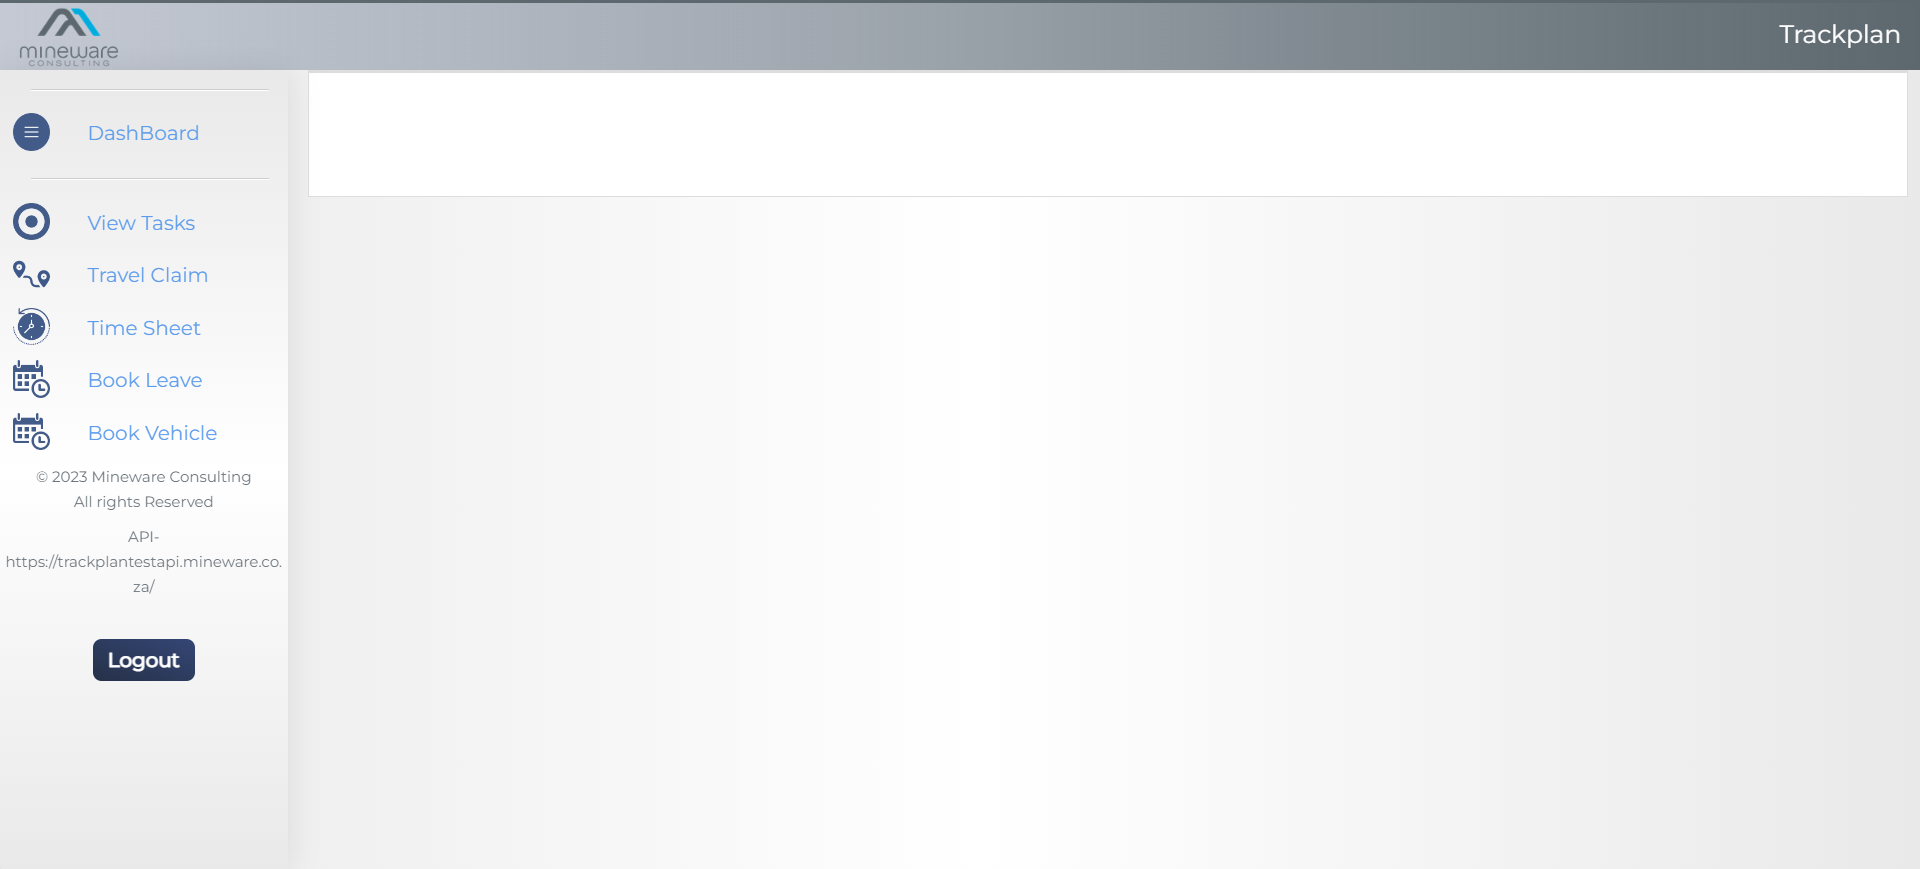 mineware
CONSULTING
Trackplan
DashBoard
View Tasks
Travel Claim
Time Sheet
Book Leave
Book Vehicle
© 2023 Mineware Consulting
All rights Reserved
API-
https://trackplantestapi.mineware.co.
za/
Logout